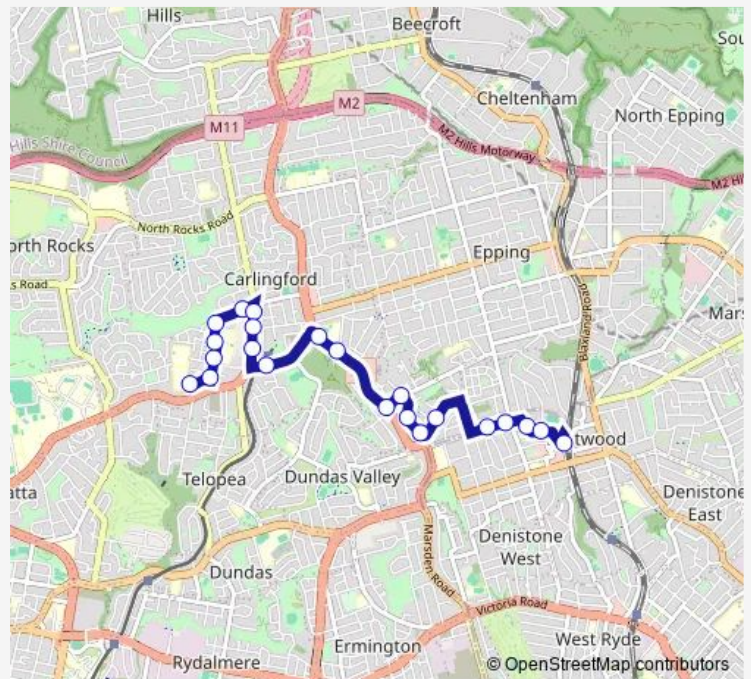 Hills
Beecroft
Sou
Cheltenham
M2
North Epping
M11
M2 Hills Motorway
Hills Shire Council
M2 Hi
North Rocks Road
orth Rocks
Epping
s Road
Carlingford
Blaxland Road
Mars
twood
Telopea
Dundas Valley
atta
Denistone
East
Denistone
West
Marsden Road
Dundas
Victoria Road
West Ryde
Ermington
Rydalmere
© OpenStreetMap contributors